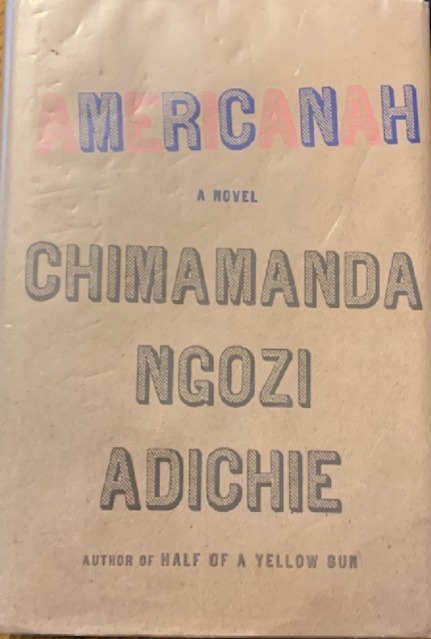 AMERICANAH
A NOVEL
CHIMAMANDA
NGOZI
ADICHIE
AUTHOR OF HALF OF A YELLOW SUN